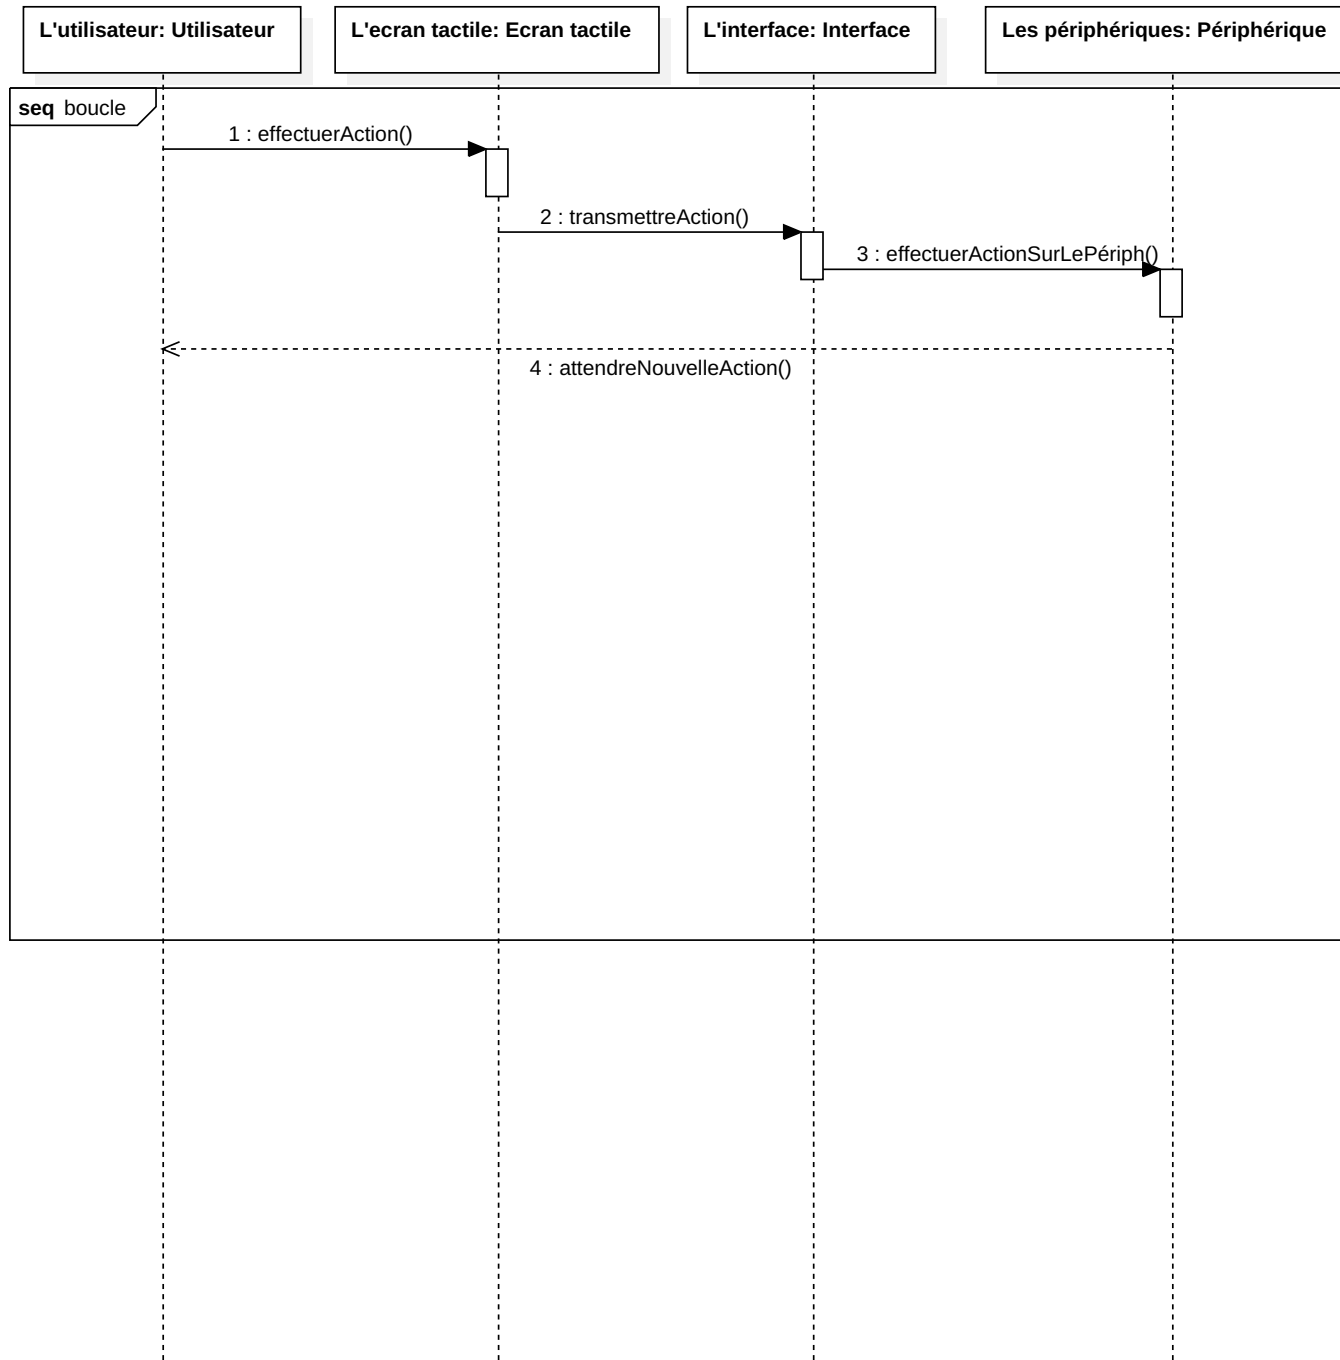 L'utilisateur: Utilisateur
L'ecran tactile: Ecran tactile
L'interface: Interface
Les périphériques: Périphérique
seq boucle
1 : effectuerAction()
2 : transmettreAction()
3 : effectuerActionSurLePériph()
4 : attendreNouvelleAction()